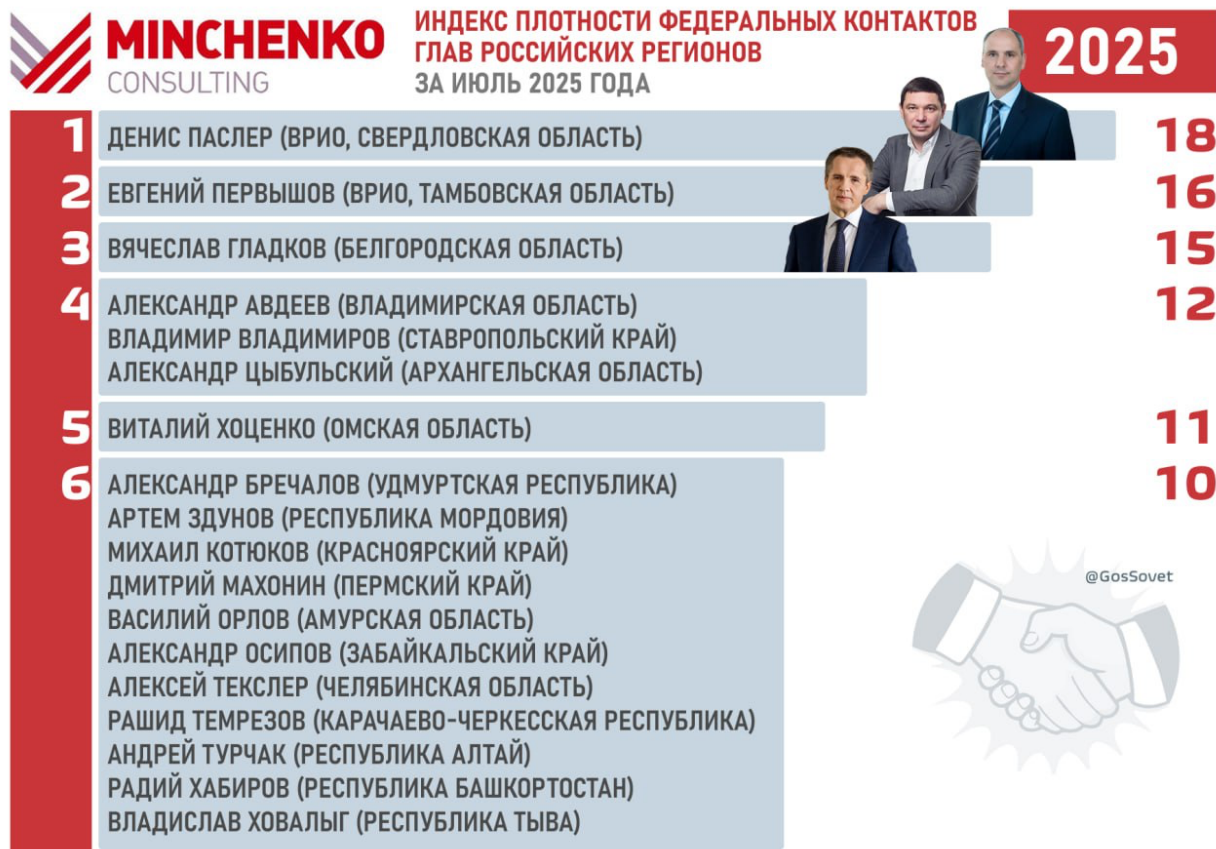 MINCHENKO
CONSULTING
ИНДЕКС ПЛОТНОСТИ ФЕДЕРАЛЬНЫХ КОНТАКТОВ
ГЛАВ РОССИЙСКИХ РЕГИОНОВ
ЗА ИЮЛЬ 2025 ГОДА
2025
1 ДЕНИС ПАСЛЕР (ВРИО, СВЕРДЛОВСКАЯ ОБЛАСТЬ) 18
2 ЕВГЕНИЙ ПЕРВЫШОВ (ВРИО, ТАМБОВСКАЯ ОБЛАСТЬ) 16
3 ВЯЧЕСЛАВ ГЛАДКОВ (БЕЛГОРОДСКАЯ ОБЛАСТЬ) 15
4 АЛЕКСАНДР АВДЕЕВ (ВЛАДИМИРСКАЯ ОБЛАСТЬ) 12
ВЛАДИМИР ВЛАДИМИРОВ (СТАВРОПОЛЬСКИЙ КРАЙ)
АЛЕКСАНДР ЦЫБУЛЬСКИЙ (АРХАНГЕЛЬСКАЯ ОБЛАСТЬ)
5 ВИТАЛИЙ ХОЦЕНКО (ОМСКАЯ ОБЛАСТЬ) 11
6 АЛЕКСАНДР БРЕЧАЛОВ (УДМУРТСКАЯ РЕСПУБЛИКА) 10
АРТЕМ ЗДУНОВ (РЕСПУБЛИКА МОРДОВИЯ)
МИХАИЛ КОТЮКОВ (КРАСНОЯРСКИЙ КРАЙ)
ДМИТРИЙ МАХОНИН (ПЕРМСКИЙ КРАЙ)
ВАСИЛИЙ ОРЛОВ (АМУРСКАЯ ОБЛАСТЬ)
АЛЕКСАНДР ОСИПОВ (ЗАБАЙКАЛЬСКИЙ КРАЙ)
АЛЕКСЕЙ ТЕКСЛЕР (ЧЕЛЯБИНСКАЯ ОБЛАСТЬ)
РАШИД ТЕМРЕЗОВ (КАРАЧАЕВО-ЧЕРКЕССКАЯ РЕСПУБЛИКА)
АНДРЕЙ ТУРЧАК (РЕСПУБЛИКА АЛТАЙ)
РАДИЙ ХАБИРОВ (РЕСПУБЛИКА БАШКОРТОСТАН)
ВЛАДИСЛАВ ХОВАЛЫГ (РЕСПУБЛИКА ТЫВА)
@GosSovet